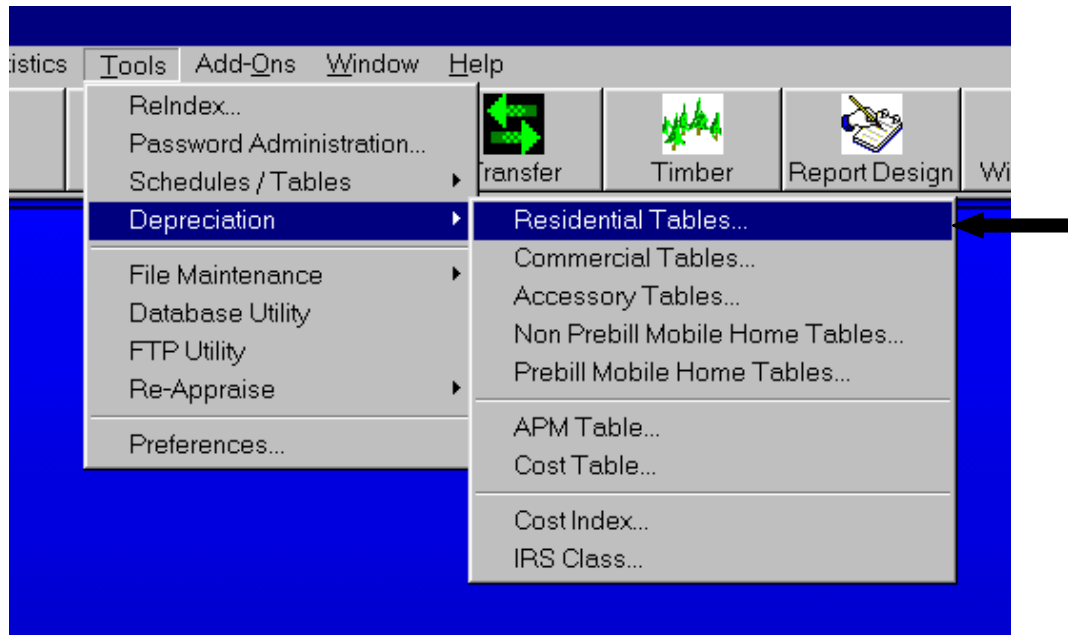 istics Tools Add-Ons Window Help
ReIndex...
Password Administration...
Schedules / Tables
Depreciation
File Maintenance
Database Utility
FTP Utility
Re-Appraise
Preferences...
ransfer Timber Report Design Wi
Residential Tables...
Commercial Tables...
Accessory Tables...
Non Prebill Mobile Home Tables...
Prebill Mobile Home Tables...
APM Table...
Cost Table...
Cost Index...
IRS Class...